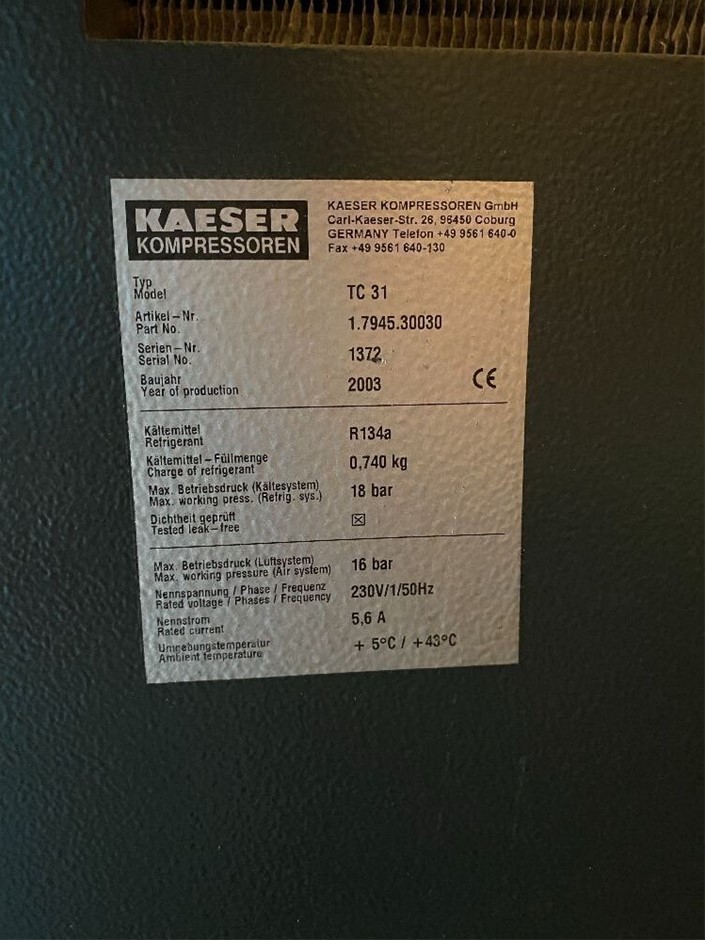 KAESER
KOMPRESSOREN
KAESER KOMPRESSOREN GmbH
Carl-Kaeser-Str. 26, 96450 Coburg
GERMANY Telefon +49 9561 640-0
Fax +49 9561 640-130
Typ
Model
TC 31
Artikel-Nr.
Part No.
1.7945.30030
Serien-Nr.
Serial No.
1372
Baujahr
Year of production
2003
CE
Kältemittel
Refrigerant
R134a
Kältemittel-Füllmenge
Charge of refrigerant
0,740 kg
Max. Betriebsdruck (Kältesystem)
Max. working press. (Refrig. sys.)
18 bar
Dichtheit geprüft
Tested leak-free
☒
Max. Betriebsdruck (Luftsystem)
Max. working pressure (Air system)
16 bar
Nennspannung / Phase / Frequenz
Rated voltage / Phases / Frequency
230V/1/50Hz
Nennstrom
Rated current
5,6 A
Umgebungstemperatur
Ambient temperature
+ 5°C / +43°C